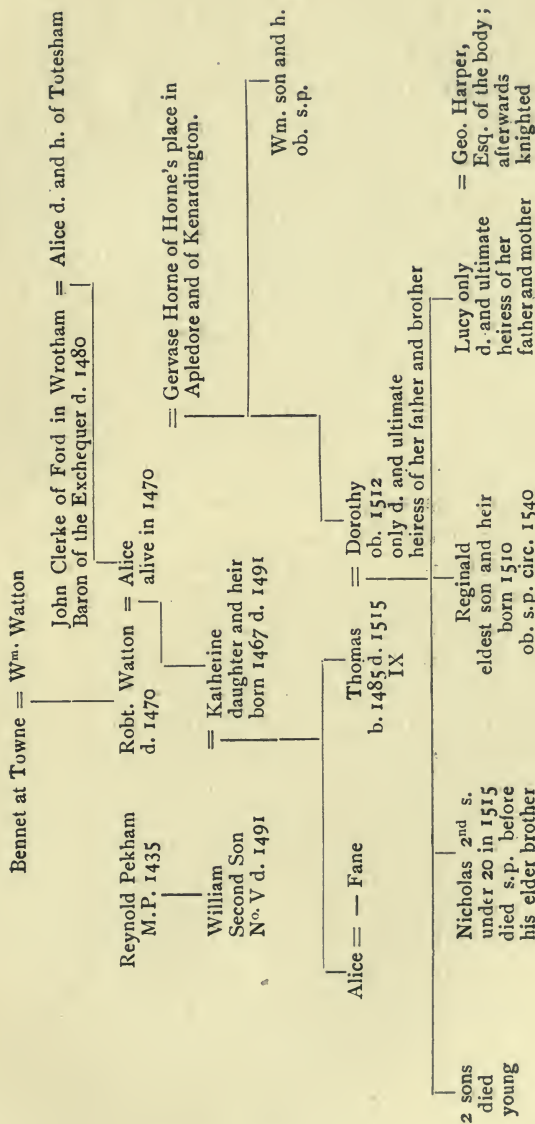 Bennet at Towne = Wm. Watton
John Clerke of Ford in Wrotham = Alice d. and h. of Totesham
Baron of the Exchequer d. 1480
Reynold Pekham
M.P. 1435
Robt. Watton = Alice
d. 1470
alive in 1470
William
Second Son
No. V d. 1491
= Katherine
daughter and heir
born 1467 d. 1491
= Gervase Horne of Horne's place in
Apledore and of Kenardington.
Alice = — Fane
Thomas
b. 1485 d. 1515
IX
= Dorothy
ob. 1512
only d. and ultimate
heiress of her father and brother
Wm. son and h.
ob. s.p.
2 sons
died
young
Nicholas 2nd s.
under 20 in 1515
died s.p. before
his elder brother
Reginald
eldest son and heir
born 1510
ob. s.p. circ. 1540
Lucy only
d. and ultimate
heiress of her
father and mother
= Geo. Harper,
Esq. of the body;
afterwards
knighted